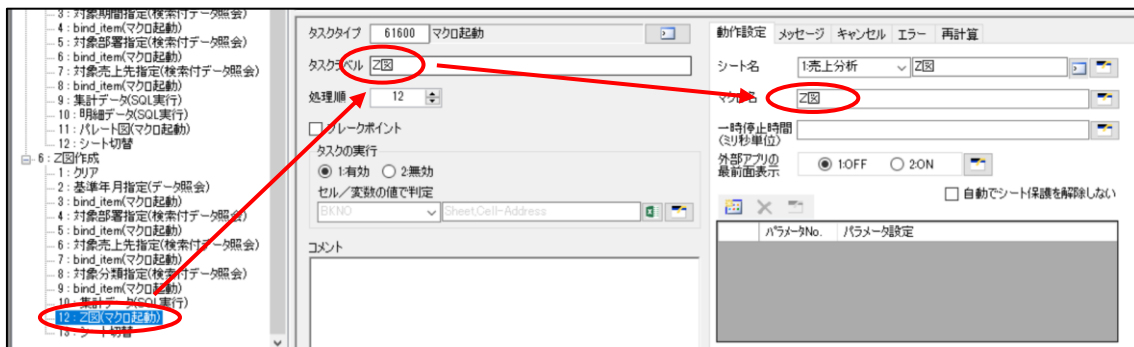 3 : 対象期間指定(検索付データ照会)
4 : bind_item(マクロ起動)
5 : 対象部署指定(検索付データ照会)
6 : bind_item(マクロ起動)
7 : 対象売上先指定(検索付データ照会)
8 : bind_item(マクロ起動)
9 : 集計データ(SQL実行)
10 : 明細データ(SQL実行)
11 : パレート図(マクロ起動)
12 : シート切替
6 : Z図作成
1 : クリア
2 : 基準年月指定(データ照会)
3 : bind_item(マクロ起動)
4 : 対象部署指定(検索付データ照会)
5 : bind_item(マクロ起動)
6 : 対象売上先指定(検索付データ照会)
7 : bind_item(マクロ起動)
8 : 対象分類指定(検索付データ照会)
9 : bind_item(マクロ起動)
10 : 集計データ(SQL実行)
12 : Z図(マクロ起動)
13 : シート切替
タスクタイプ 61600 マクロ起動
タスクラベル Z図
処理順 12
ブレークポイント
タスクの実行
1:有効 2:無効
セル／変数の値で判定
BKNO Sheet,Cell-Address
コメント
動作設定 メッセージ キャンセル エラー 再計算
シート名 1:売上分析 Z図
マクロ名 Z図
一時停止時間
(ミリ秒単位)
外部アプリの
最前面表示 1:OFF 2:ON
自動でシート保護を解除しない
パラメータNo. パラメータ設定